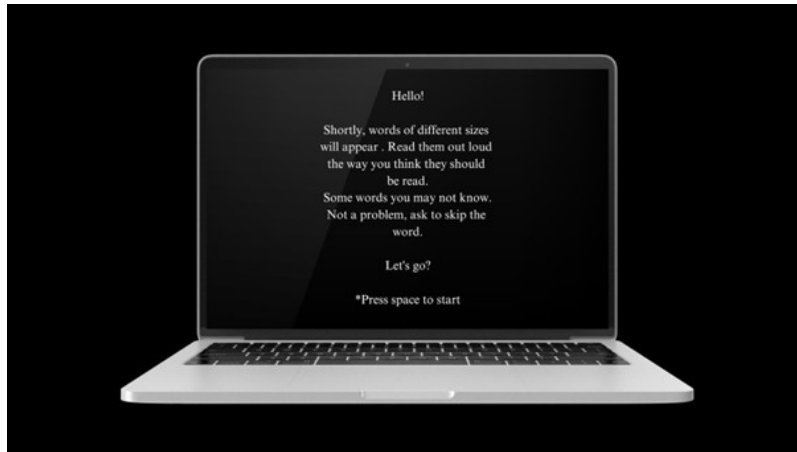 Hello!
Shortly, words of different sizes
will appear . Read them out loud
the way you think they should
be read.
Some words you may not know.
Not a problem, ask to skip the
word.
Let's go?
*Press space to start